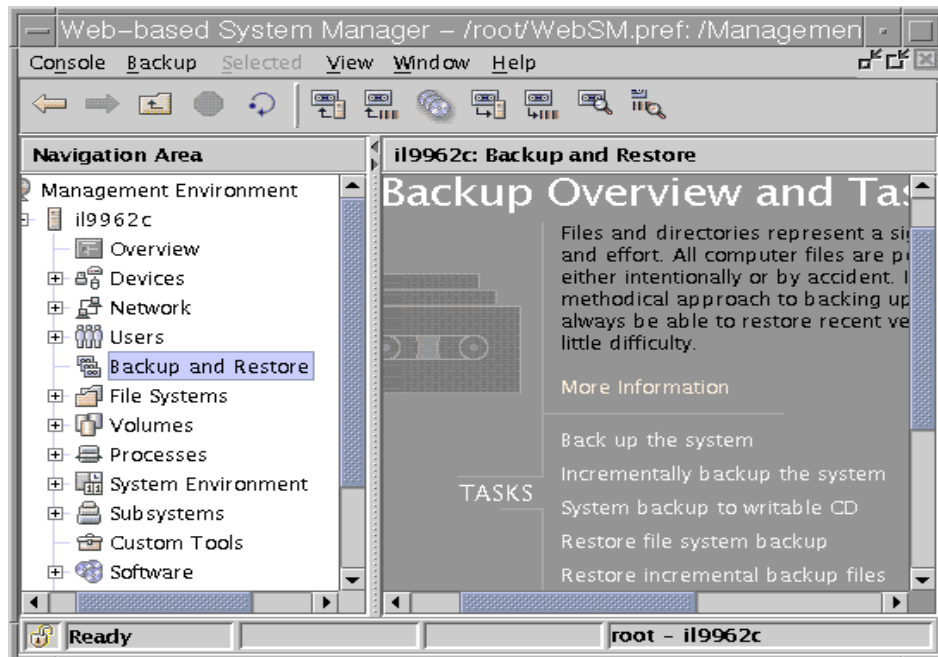 Web-based System Manager - /root/WebSM.pref: /Managemen
Console Backup Selected View Window Help
Navigation Area
Management Environment
il9962c
Overview
Devices
Network
Users
Backup and Restore
File Systems
Volumes
Processes
System Environment
Subsystems
Custom Tools
Software
il9962c: Backup and Restore
Backup Overview and Tas
Files and directories represent a si
and effort. All computer files are p
either intentionally or by accident. I
methodical approach to backing up
always be able to restore recent ve
little difficulty.
More Information
TASKS
Back up the system
Incrementally backup the system
System backup to writable CD
Restore file system backup
Restore incremental backup files
Ready
root - il9962c